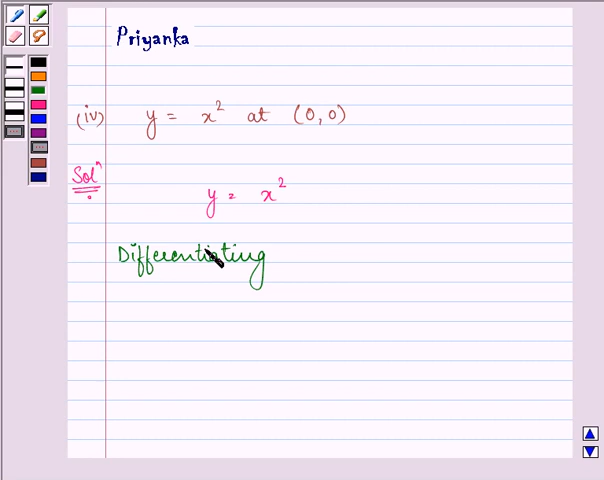 Priyanka
(iv) y = x² at (0,0)
Solⁿ
y = x²
Differentiating